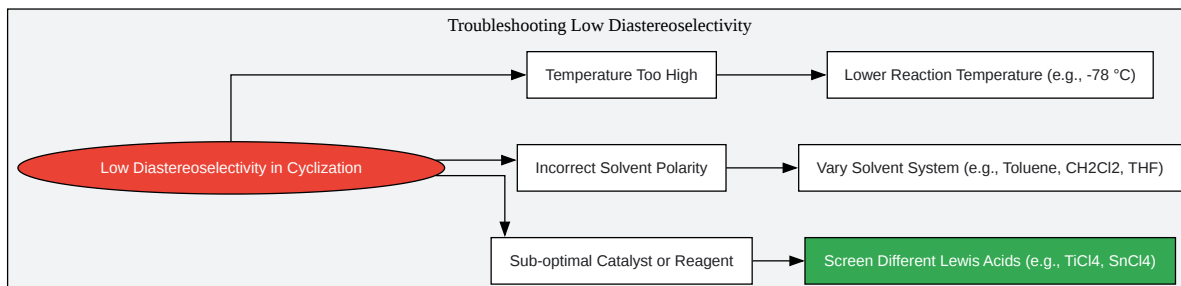 Troubleshooting Low Diastereoselectivity
Temperature Too High
Lower Reaction Temperature (e.g., -78 °C)
Low Diastereoselectivity in Cyclization
Incorrect Solvent Polarity
Vary Solvent System (e.g., Toluene, CH2Cl2, THF)
Sub-optimal Catalyst or Reagent
Screen Different Lewis Acids (e.g., TiCl4, SnCl4)